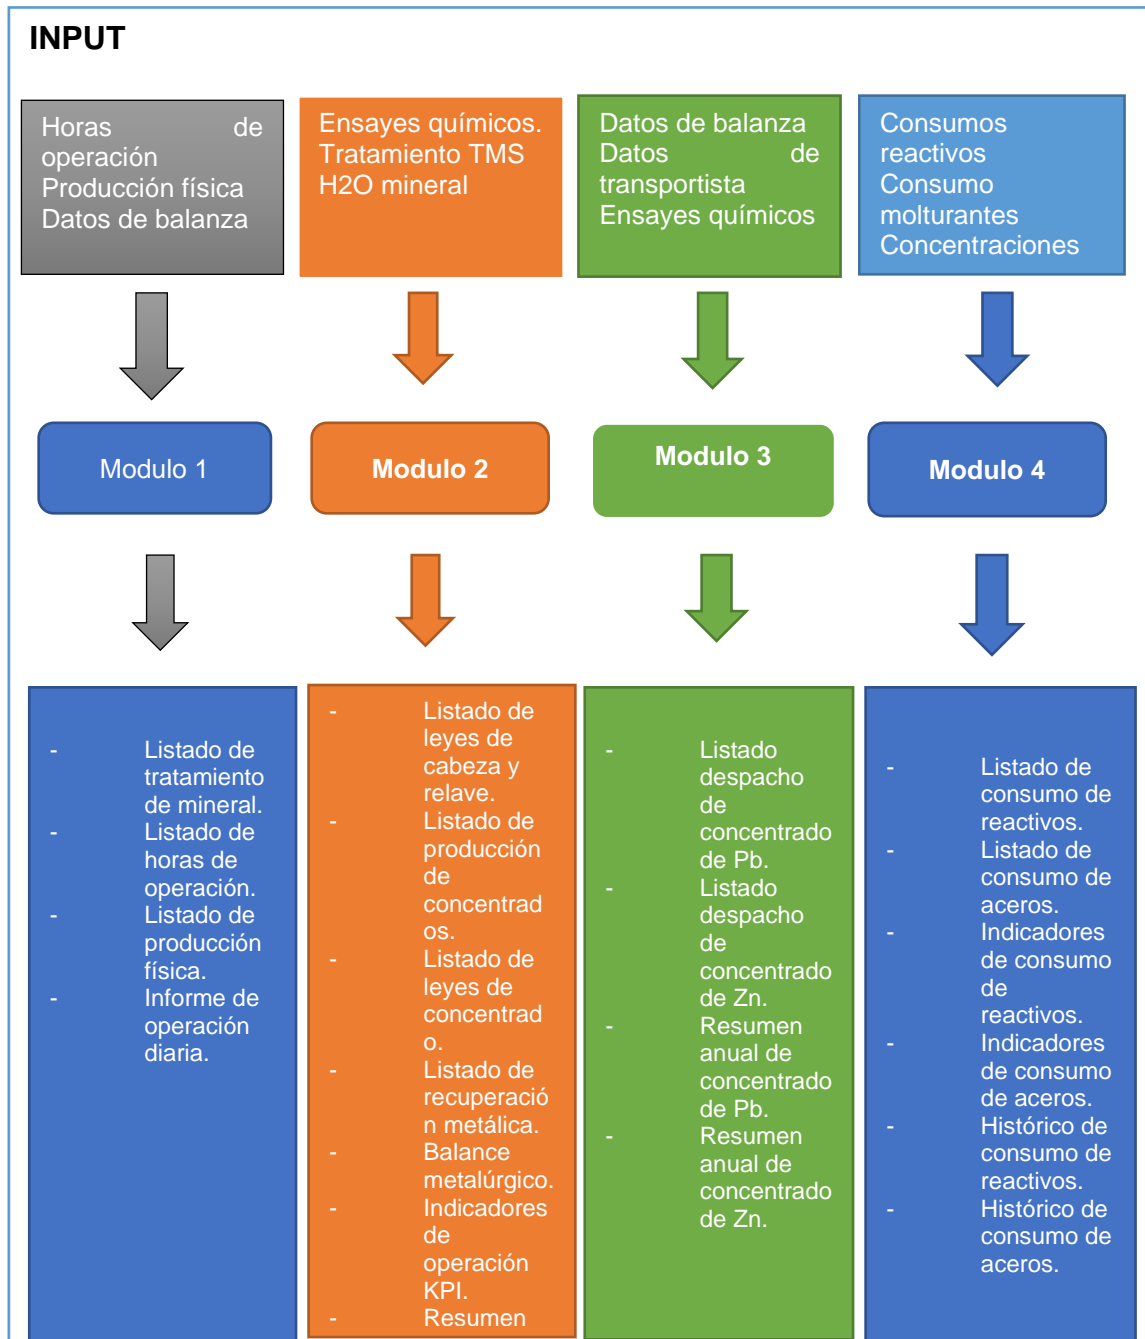 INPUT
Horas de
operación
Producción física
Datos de balanza
Ensayes químicos.
Tratamiento TMS
H2O mineral
Datos de balanza
Datos de
transportista
Ensayes químicos
Consumos
reactivos
Consumo
molturantes
Concentraciones
Modulo 1
Modulo 2
Modulo 3
Modulo 4
- Listado de
tratamiento
de mineral.
- Listado de
horas de
operación.
- Listado de
producción
física.
- Informe de
operación
diaria.
- Listado de
leyes de
cabeza y
relave.
- Listado de
producción
de
concentrad
os.
- Listado de
leyes de
concentrad
o.
- Listado de
recuperació
n metálica.
- Balance
metalúrgico.
- Indicadores
de
operación
KPI.
- Resumen
- Listado
despacho
de
concentrado
de Pb.
- Listado
despacho
de
concentrado
de Zn.
- Resumen
anual de
concentrado
de Pb.
- Resumen
anual de
concentrado
de Zn.
- Listado de
consumo de
reactivos.
- Listado de
consumo de
aceros.
- Indicadores
de consumo
de
reactivos.
- Indicadores
de consumo
de aceros.
- Histórico de
consumo de
reactivos.
- Histórico de
consumo de
aceros.